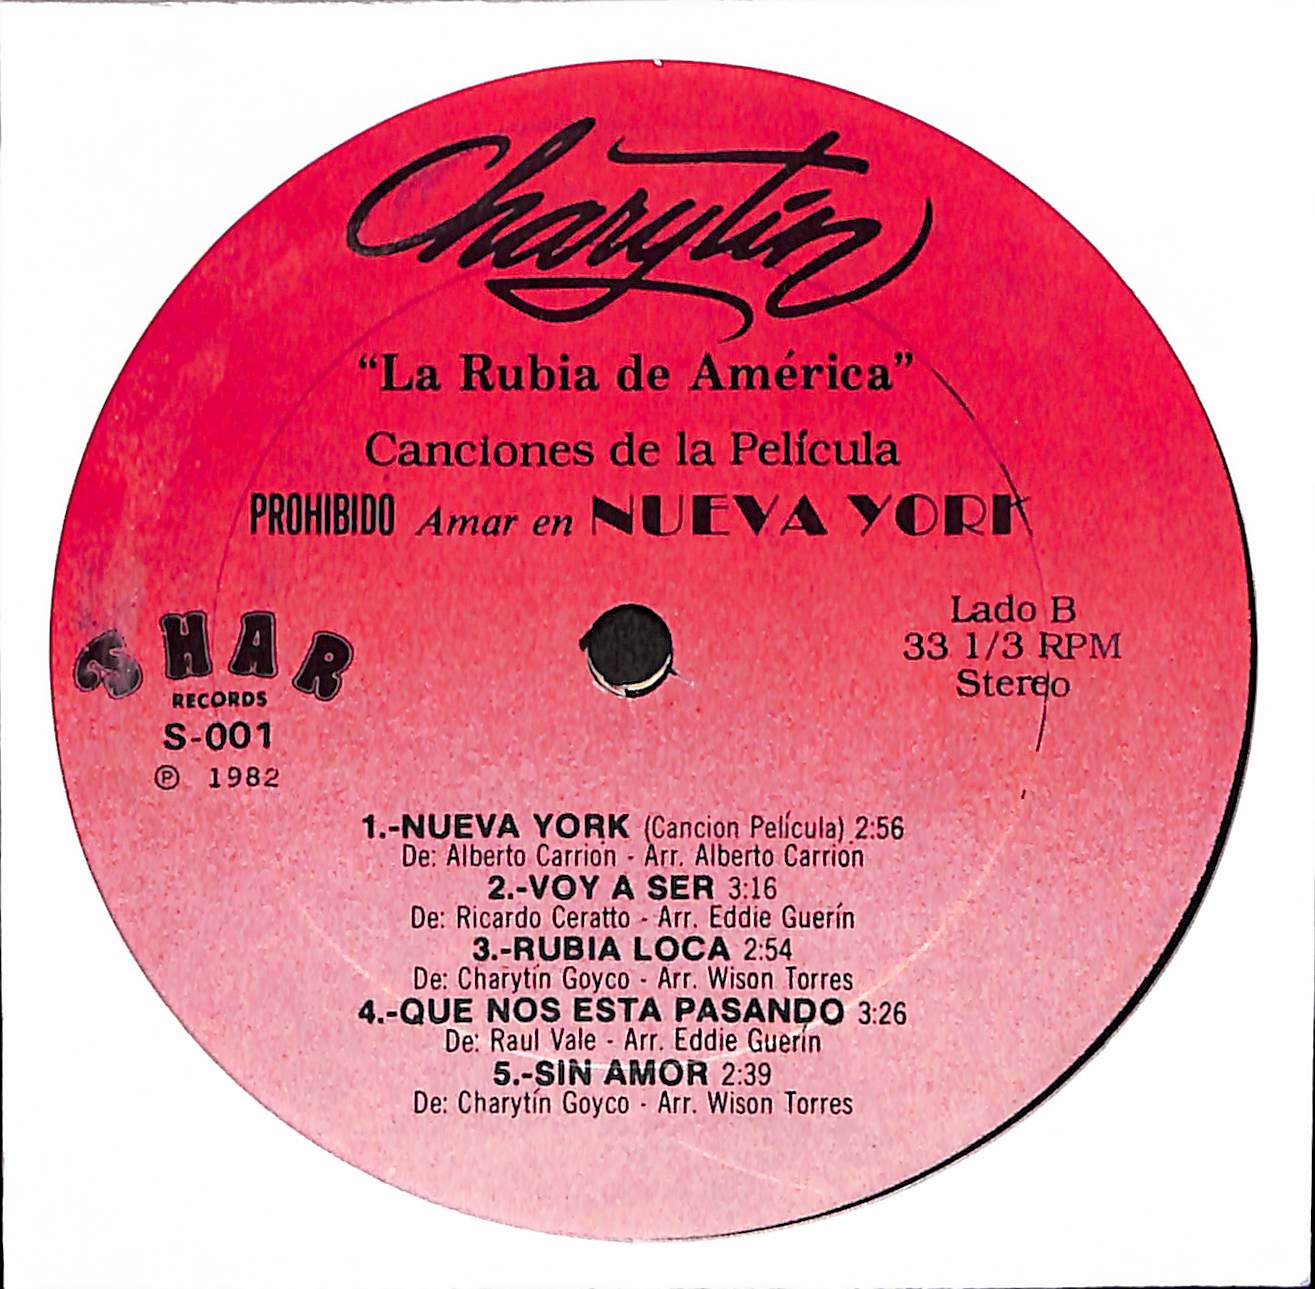 Charytín
“La Rubia de América”
Canciones de la Película
PROHIBIDO Amar en NUEVA YORK
Lado B
33 1/3 RPM
Stereo
SHAR
RECORDS
S-001
℗ 1982
1.-NUEVA YORK (Cancion Película) 2:56
De: Alberto Carrion - Arr. Alberto Carrion
2.-VOY A SER 3:16
De: Ricardo Ceratto - Arr. Eddie Guerín
3.-RUBIA LOCA 2:54
De: Charytín Goyco - Arr. Wison Torres
4.-QUE NOS ESTA PASANDO 3:26
De: Raul Vale - Arr. Eddie Guerín
5.-SIN AMOR 2:39
De: Charytín Goyco - Arr. Wison Torres